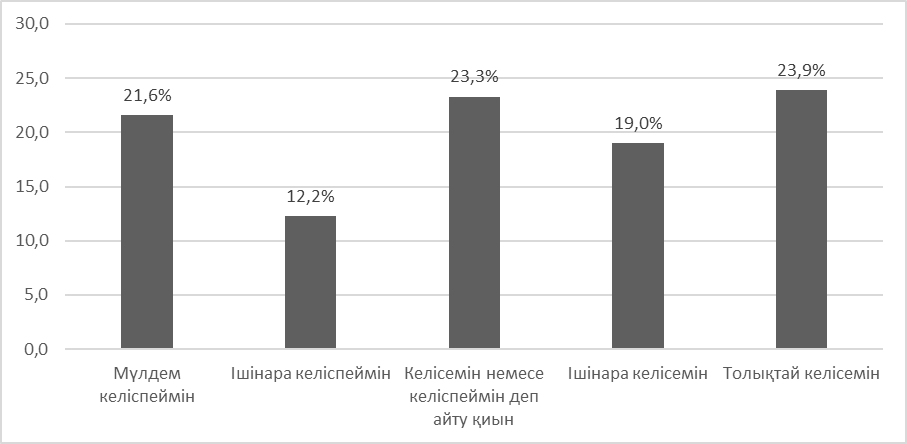 30,0
25,0
20,0
15,0
10,0
5,0
0,0
21,6%
12,2%
23,3%
19,0%
23,9%
Мүлдем
келіспеймін
Ішінара келіспеймін
Келісемін немесе
келіспеймін деп
айту қиын
Ішінара келісемін
Толықтай келісемін